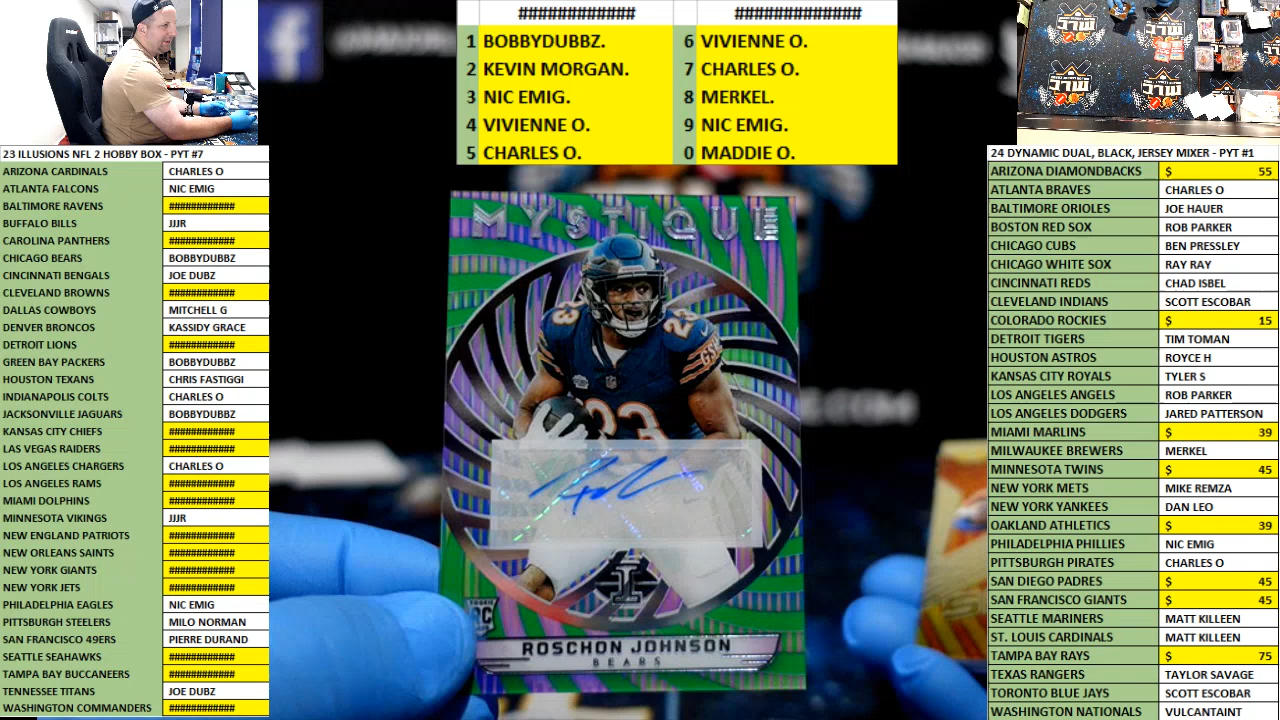 ############ ############
1 BOBBYDUBBZ. 6 VIVIENNE O.
2 KEVIN MORGAN. 7 CHARLES O.
3 NIC EMIG. 8 MERKEL.
4 VIVIENNE O. 9 NIC EMIG.
5 CHARLES O. 0 MADDIE O.
23 ILLUSIONS NFL 2 HOBBY BOX - PYT #7
ARIZONA CARDINALS CHARLES O
ATLANTA FALCONS NIC EMIG
BALTIMORE RAVENS ############
BUFFALO BILLS JJJR
CAROLINA PANTHERS ############
CHICAGO BEARS BOBBYDUBBZ
CINCINNATI BENGALS JOE DUBZ
CLEVELAND BROWNS ############
DALLAS COWBOYS MITCHELL G
DENVER BRONCOS KASSIDY GRACE
DETROIT LIONS ############
GREEN BAY PACKERS BOBBYDUBBZ
HOUSTON TEXANS CHRIS FASTIGGI
INDIANAPOLIS COLTS CHARLES O
JACKSONVILLE JAGUARS BOBBYDUBBZ
KANSAS CITY CHIEFS ############
LAS VEGAS RAIDERS ############
LOS ANGELES CHARGERS CHARLES O
LOS ANGELES RAMS ############
MIAMI DOLPHINS ############
MINNESOTA VIKINGS JJJR
NEW ENGLAND PATRIOTS ############
NEW ORLEANS SAINTS ############
NEW YORK GIANTS ############
NEW YORK JETS ############
PHILADELPHIA EAGLES NIC EMIG
PITTSBURGH STEELERS MILO NORMAN
SAN FRANCISCO 49ERS PIERRE DURAND
SEATTLE SEAHAWKS ############
TAMPA BAY BUCCANEERS ############
TENNESSEE TITANS JOE DUBZ
WASHINGTON COMMANDERS ############
MYSTIQUE
23 23
23
ROOKIE
RC
ROSCHON JOHNSON
BEARS
24 DYNAMIC DUAL, BLACK, JERSEY MIXER - PYT #1
ARIZONA DIAMONDBACKS $ 55
ATLANTA BRAVES CHARLES O
BALTIMORE ORIOLES JOE HAUER
BOSTON RED SOX ROB PARKER
CHICAGO CUBS BEN PRESSLEY
CHICAGO WHITE SOX RAY RAY
CINCINNATI REDS CHAD ISBEL
CLEVELAND INDIANS SCOTT ESCOBAR
COLORADO ROCKIES $ 15
DETROIT TIGERS TIM TOMAN
HOUSTON ASTROS ROYCE H
KANSAS CITY ROYALS TYLER S
LOS ANGELES ANGELS ROB PARKER
LOS ANGELES DODGERS JARED PATTERSON
MIAMI MARLINS $ 39
MILWAUKEE BREWERS MERKEL
MINNESOTA TWINS $ 45
NEW YORK METS MIKE REMZA
NEW YORK YANKEES DAN LEO
OAKLAND ATHLETICS $ 39
PHILADELPHIA PHILLIES NIC EMIG
PITTSBURGH PIRATES CHARLES O
SAN DIEGO PADRES $ 45
SAN FRANCISCO GIANTS $ 45
SEATTLE MARINERS MATT KILLEEN
ST. LOUIS CARDINALS MATT KILLEEN
TAMPA BAY RAYS $ 75
TEXAS RANGERS TAYLOR SAVAGE
TORONTO BLUE JAYS SCOTT ESCOBAR
WASHINGTON NATIONALS VULCANTAINT